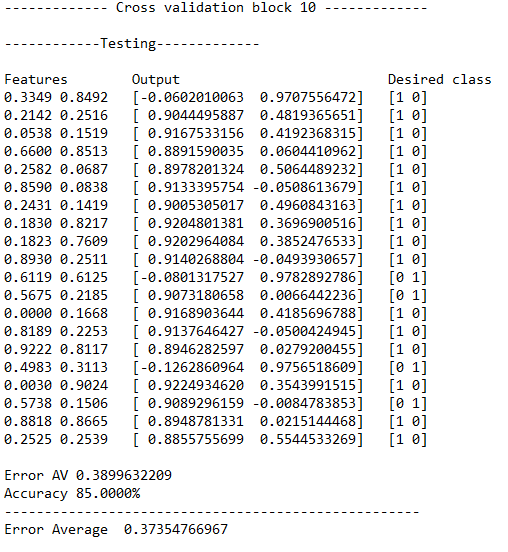 ------------- Cross validation block 10 -------------
------------Testing-------------
Features Output Desired class
0.3349 0.8492 [-0.0602010063 0.9707556472] [1 0]
0.2142 0.2516 [ 0.9044495887 0.4819365651] [1 0]
0.0538 0.1519 [ 0.9167533156 0.4192368315] [1 0]
0.6600 0.8513 [ 0.8891590035 0.0604410962] [1 0]
0.2582 0.0687 [ 0.8978201324 0.5064489232] [1 0]
0.8590 0.0838 [ 0.9133395754 -0.0508613679] [1 0]
0.2431 0.1419 [ 0.9005305017 0.4960843163] [1 0]
0.1830 0.8217 [ 0.9204801381 0.3696900516] [1 0]
0.1823 0.7609 [ 0.9202964084 0.3852476533] [1 0]
0.8930 0.2511 [ 0.9140268804 -0.0493930657] [1 0]
0.6119 0.6125 [-0.0801317527 0.9782892786] [0 1]
0.5675 0.2185 [ 0.9073180658 0.0066442236] [0 1]
0.0000 0.1668 [ 0.9168903644 0.4185696788] [1 0]
0.8189 0.2253 [ 0.9137646427 -0.0500424945] [1 0]
0.9222 0.8117 [ 0.8946282597 0.0279200455] [1 0]
0.4983 0.3113 [-0.1262860964 0.9756518609] [0 1]
0.0030 0.9024 [ 0.9224934620 0.3543991515] [1 0]
0.5738 0.1506 [ 0.9089296159 -0.0084783853] [0 1]
0.8818 0.8665 [ 0.8948781331 0.0215144468] [1 0]
0.2525 0.2539 [ 0.8855755699 0.5544533269] [1 0]
Error AV 0.3899632209
Accuracy 85.0000%
----------------------------------------------------
Error Average 0.37354766967